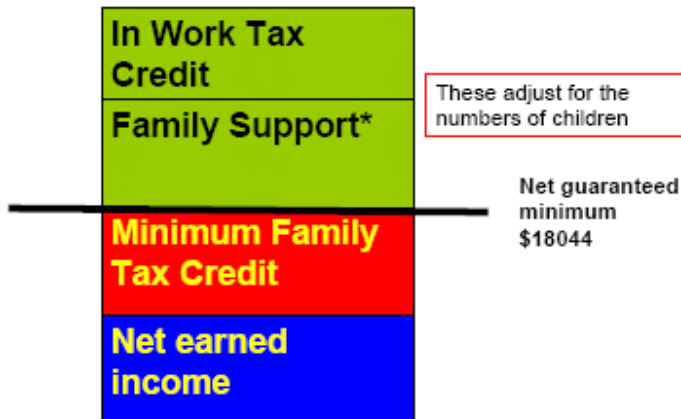 In Work Tax
Credit
Family Support*
These adjust for the
numbers of children
Net guaranteed
minimum
$18044
Minimum Family
Tax Credit
Net earned
income